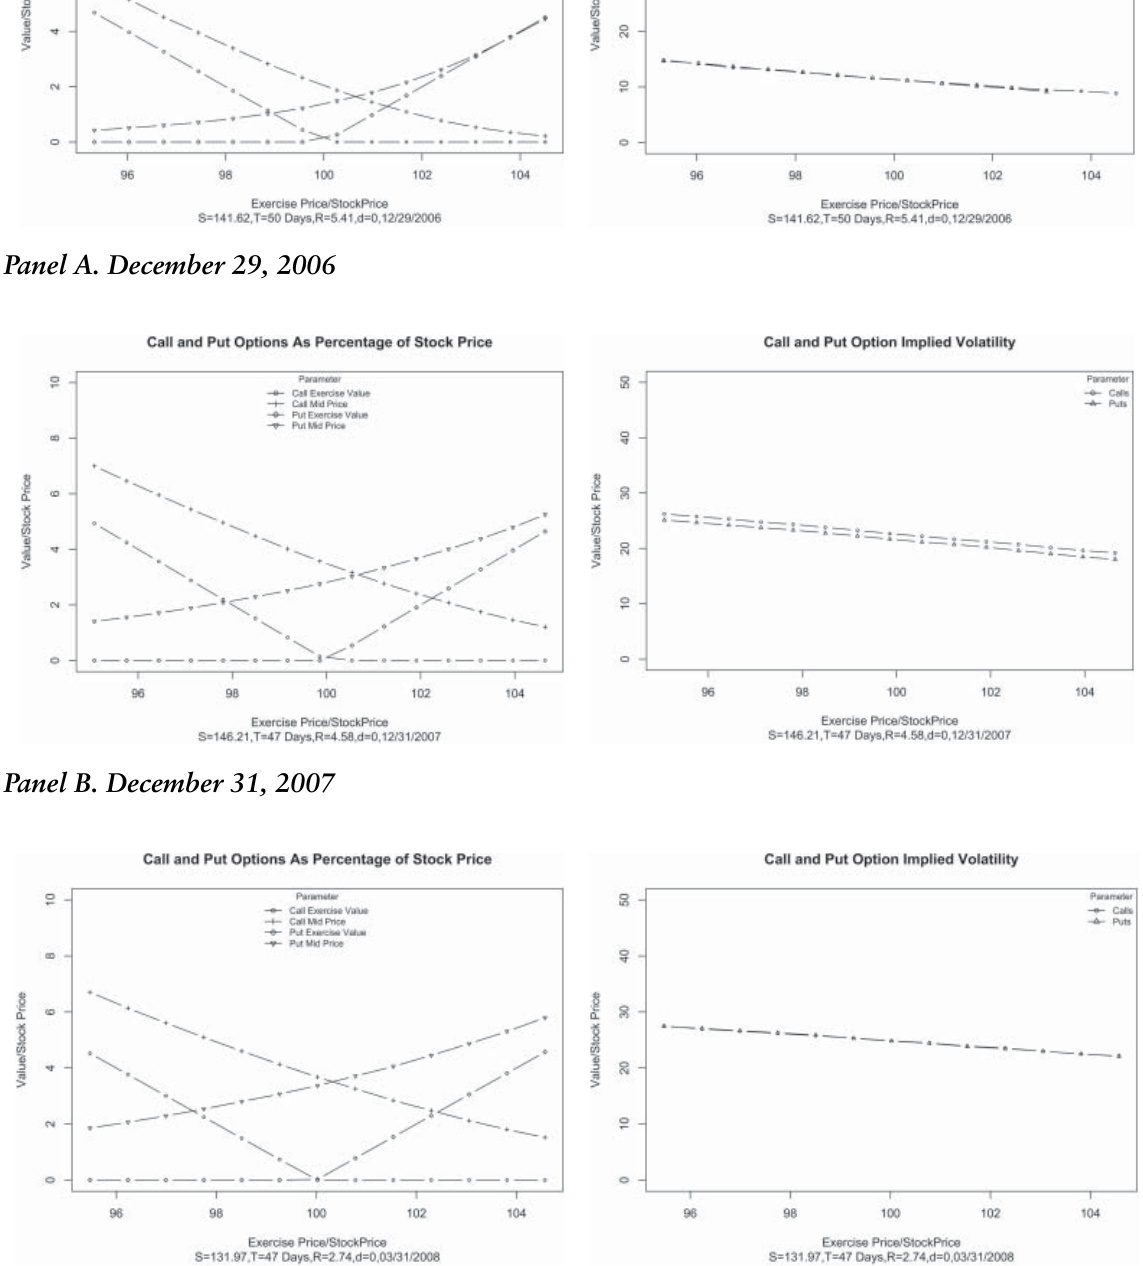 Value/Sto
4
2
0
96 98 100 102 104
Exercise Price/StockPrice
S=141.62,T=50 Days,R=5.41,d=0,12/29/2006
Value/Sto
20
10
0
96 98 100 102 104
Exercise Price/StockPrice
S=141.62,T=50 Days,R=5.41,d=0,12/29/2006
Panel A. December 29, 2006
Call and Put Options As Percentage of Stock Price
Parameter
Call Exercise Value
Call Mid Price
Put Exercise Value
Put Mid Price
Value/Stock Price
10
8
6
4
2
0
96 98 100 102 104
Exercise Price/StockPrice
S=146.21,T=47 Days,R=4.58,d=0,12/31/2007
Call and Put Option Implied Volatility
Parameter
Calls
Puts
Value/Stock Price
50
40
30
20
10
0
96 98 100 102 104
Exercise Price/StockPrice
S=146.21,T=47 Days,R=4.58,d=0,12/31/2007
Panel B. December 31, 2007
Call and Put Options As Percentage of Stock Price
Parameter
Call Exercise Value
Call Mid Price
Put Exercise Value
Put Mid Price
Value/Stock Price
10
8
6
4
2
0
96 98 100 102 104
Exercise Price/StockPrice
S=131.97,T=47 Days,R=2.74,d=0,03/31/2008
Call and Put Option Implied Volatility
Parameter
Calls
Puts
Value/Stock Price
50
40
30
20
10
0
96 98 100 102 104
Exercise Price/StockPrice
S=131.97,T=47 Days,R=2.74,d=0,03/31/2008